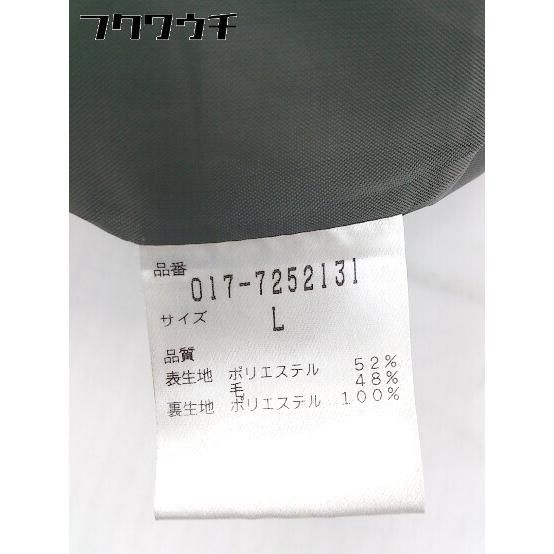 フクウウチ
品番
017-7252131
サイズ L
品質
表生地 ポリエステル 52%
毛 48%
裏生地 ポリエステル 100%